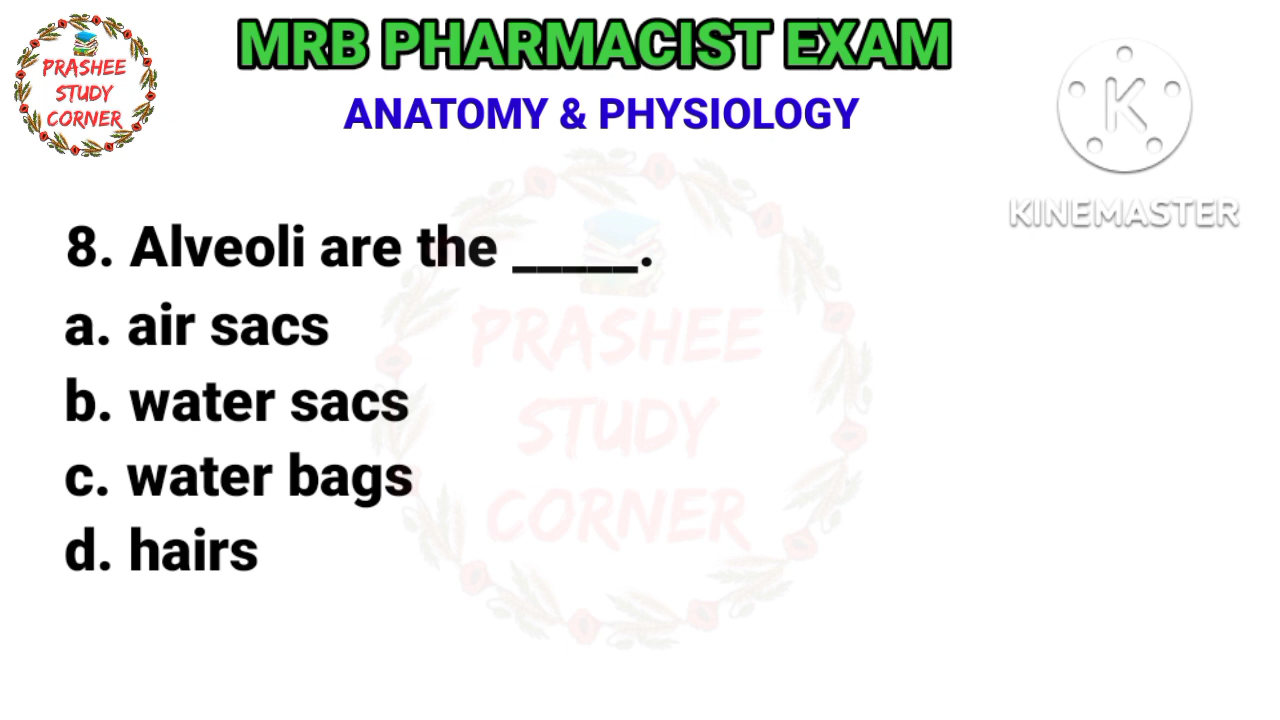 PRASHEE
STUDY
CORNER
MRB PHARMACIST EXAM
ANATOMY & PHYSIOLOGY
K
KINEMASTER
8. Alveoli are the _____.
a. air sacs
b. water sacs
c. water bags
d. hairs
PRASHEE
STUDY
CORNER